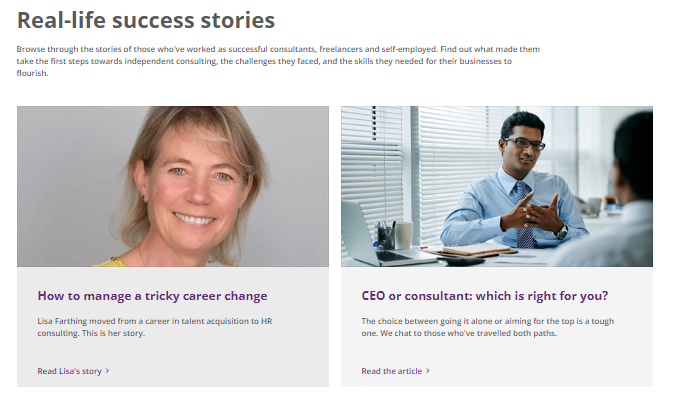 Real-life success stories
Browse through the stories of those who've worked as successful consultants, freelancers and self-employed. Find out what made them
take the first steps towards independent consulting, the challenges they faced, and the skills they needed for their businesses to
flourish.
How to manage a tricky career change
Lisa Farthing moved from a career in talent acquisition to HR
consulting. This is her story.
Read Lisa's story >
CEO or consultant: which is right for you?
The choice between going it alone or aiming for the top is a tough
one. We chat to those who've travelled both paths.
Read the article >